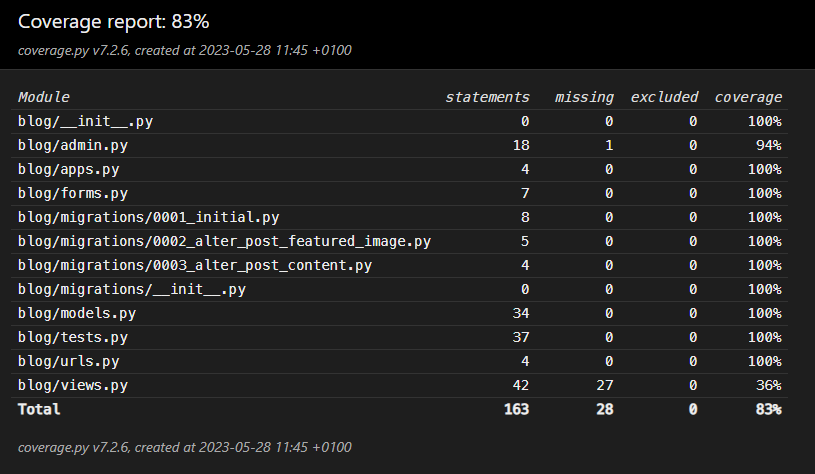 Coverage report: 83%
coverage.py v7.2.6, created at 2023-05-28 11:45 +0100
Module statements missing excluded coverage
blog/__init__.py 0 0 0 100%
blog/admin.py 18 1 0 94%
blog/apps.py 4 0 0 100%
blog/forms.py 7 0 0 100%
blog/migrations/0001_initial.py 8 0 0 100%
blog/migrations/0002_alter_post_featured_image.py 5 0 0 100%
blog/migrations/0003_alter_post_content.py 4 0 0 100%
blog/migrations/__init__.py 0 0 0 100%
blog/models.py 34 0 0 100%
blog/tests.py 37 0 0 100%
blog/urls.py 4 0 0 100%
blog/views.py 42 27 0 36%
Total 163 28 0 83%
coverage.py v7.2.6, created at 2023-05-28 11:45 +0100